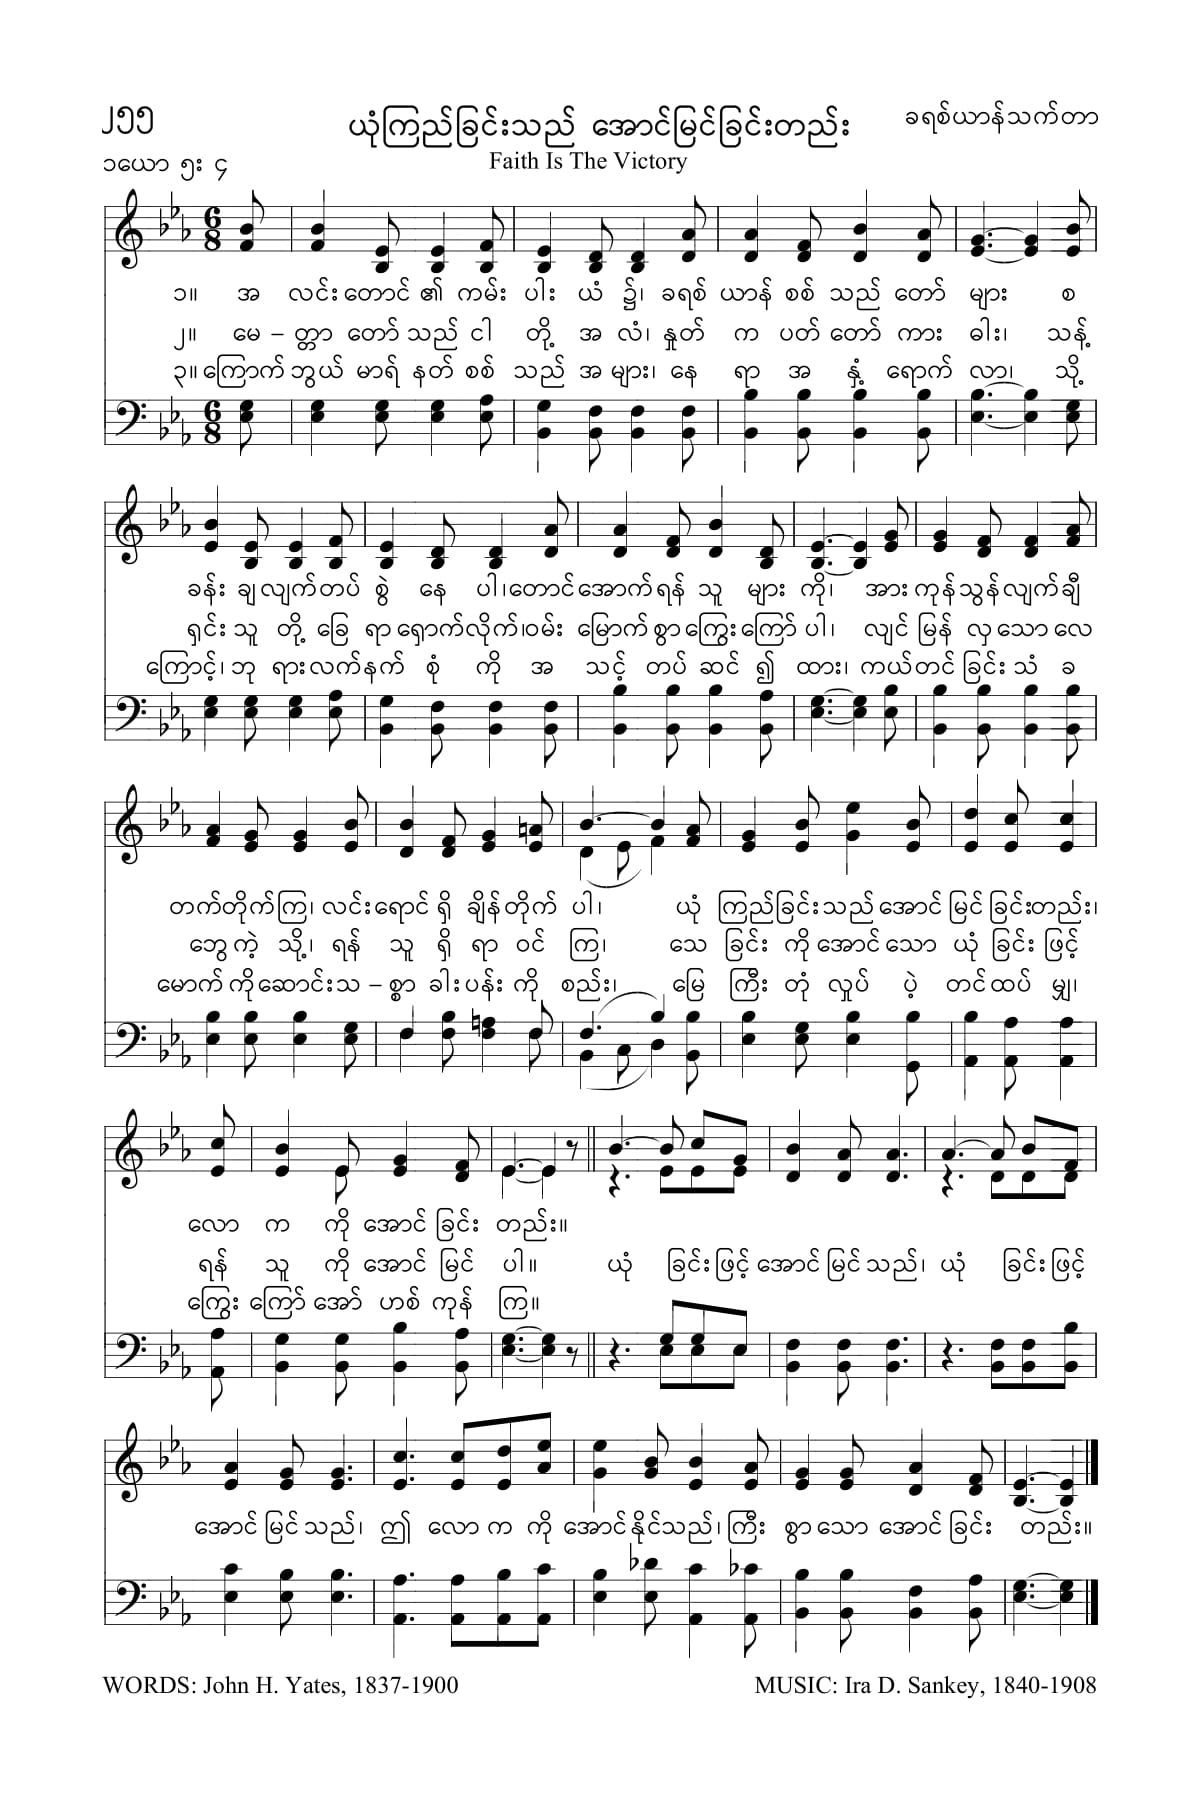 ၂၅၅
ယုံကြည်ခြင်းသည် အောင်မြင်ခြင်းတည်း
ခရစ်ယာန်သက်တာ
၁ယော ၅း ၄
Faith Is The Victory
၁။ အ လင်း တောင် ၏ ကမ်း ပါး ယံ ၌၊ ခရစ် ယာန် စစ် သည် တော် များ စ
၂။ မေ – တ္တာ တော် သည် ငါ တို့ အ လံ၊ နှုတ် က ပတ် တော် ကား ဓါး၊ သန့်
၃။ ကြောက် ဘွယ် မာရ် နတ် စစ် သည် အ များ၊ နေ ရာ အ နှံ့ ရောက် လာ၊ သို့
ခန်း ချ လျက် တပ် စွဲ နေ ပါ၊ တောင် အောက် ရန် သူ များ ကို၊ အား ကုန် သွန် လျက် ချီ
ရှင်း သူ တို့ ခြေ ရာ ရှောက် လိုက်၊ ဝမ်း မြောက် စွာ ကြွေး ကြော် ပါ၊ လျင် မြန် လှ သော လေ
ကြောင့်၊ ဘု ရား လက် နက် စုံ ကို အ သင့် တပ် ဆင် ၍ ထား၊ ကယ် တင် ခြင်း သံ ခ
တက် တိုက် ကြ၊ လင်း ရောင် ရှိ ချိန် တိုက် ပါ၊ ယုံ ကြည် ခြင်း သည် အောင် မြင် ခြင်း တည်း၊
ဘွေ ကဲ့ သို့၊ ရန် သူ ရှိ ရာ ဝင် ကြ၊ သေ ခြင်း ကို အောင် သော ယုံ ခြင်း ဖြင့်
မောက် ကို ဆောင်း သ – စ္စာ ခါး ပန်း ကို စည်း၊ မြေ ကြီး တုံ လှုပ် ပဲ့ တင် ထပ် မျှ၊
လော က ကို အောင် ခြင်း တည်း။
ရန် သူ ကို အောင် မြင် ပါ။ ယုံ ခြင်း ဖြင့် အောင် မြင် သည်၊ ယုံ ခြင်း ဖြင့်
ကြွေး ကြော် အော် ဟစ် ကုန် ကြ။
အောင် မြင် သည်၊ ဤ လော က ကို အောင် နိုင် သည်၊ ကြီး စွာ သော အောင် ခြင်း တည်း။
WORDS: John H. Yates, 1837-1900
MUSIC: Ira D. Sankey, 1840-1908